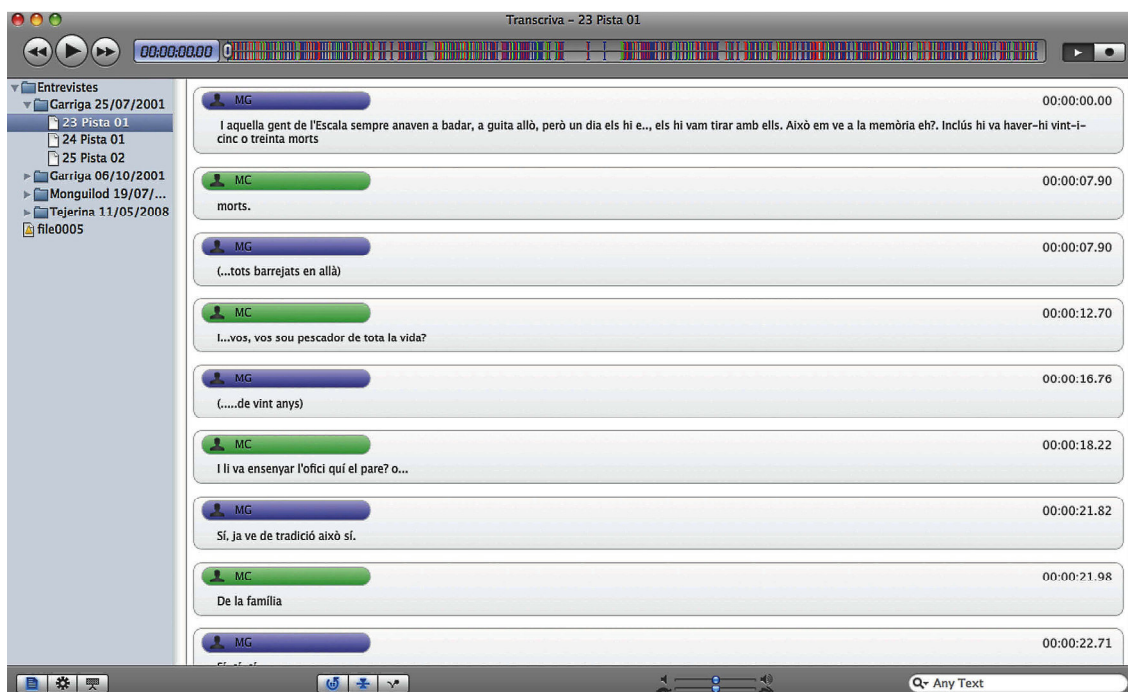 Transcriva – 23 Pista 01
00:00:00.00
Entrevistes
Garriga 25/07/2001
23 Pista 01
24 Pista 01
25 Pista 02
Garriga 06/10/2001
Monguilod 19/07/...
Tejerina 11/05/2008
file0005
MG 00:00:00.00
I aquella gent de l'Escala sempre anaven a badar, a guita allò, però un dia els hi e.., els hi vam tirar amb ells. Això em ve a la memòria eh?. Inclús hi va haver-hi vint-i-
cinc o treinta morts
MC 00:00:07.90
morts.
MG 00:00:07.90
(...tots barrejats en allà)
MC 00:00:12.70
I...vos, vos sou pescador de tota la vida?
MG 00:00:16.76
(.....de vint anys)
MC 00:00:18.22
I li va ensenyar l'ofici quí el pare? o...
MG 00:00:21.82
Sí, ja ve de tradició això sí.
MC 00:00:21.98
De la família
MG 00:00:22.71
Any Text